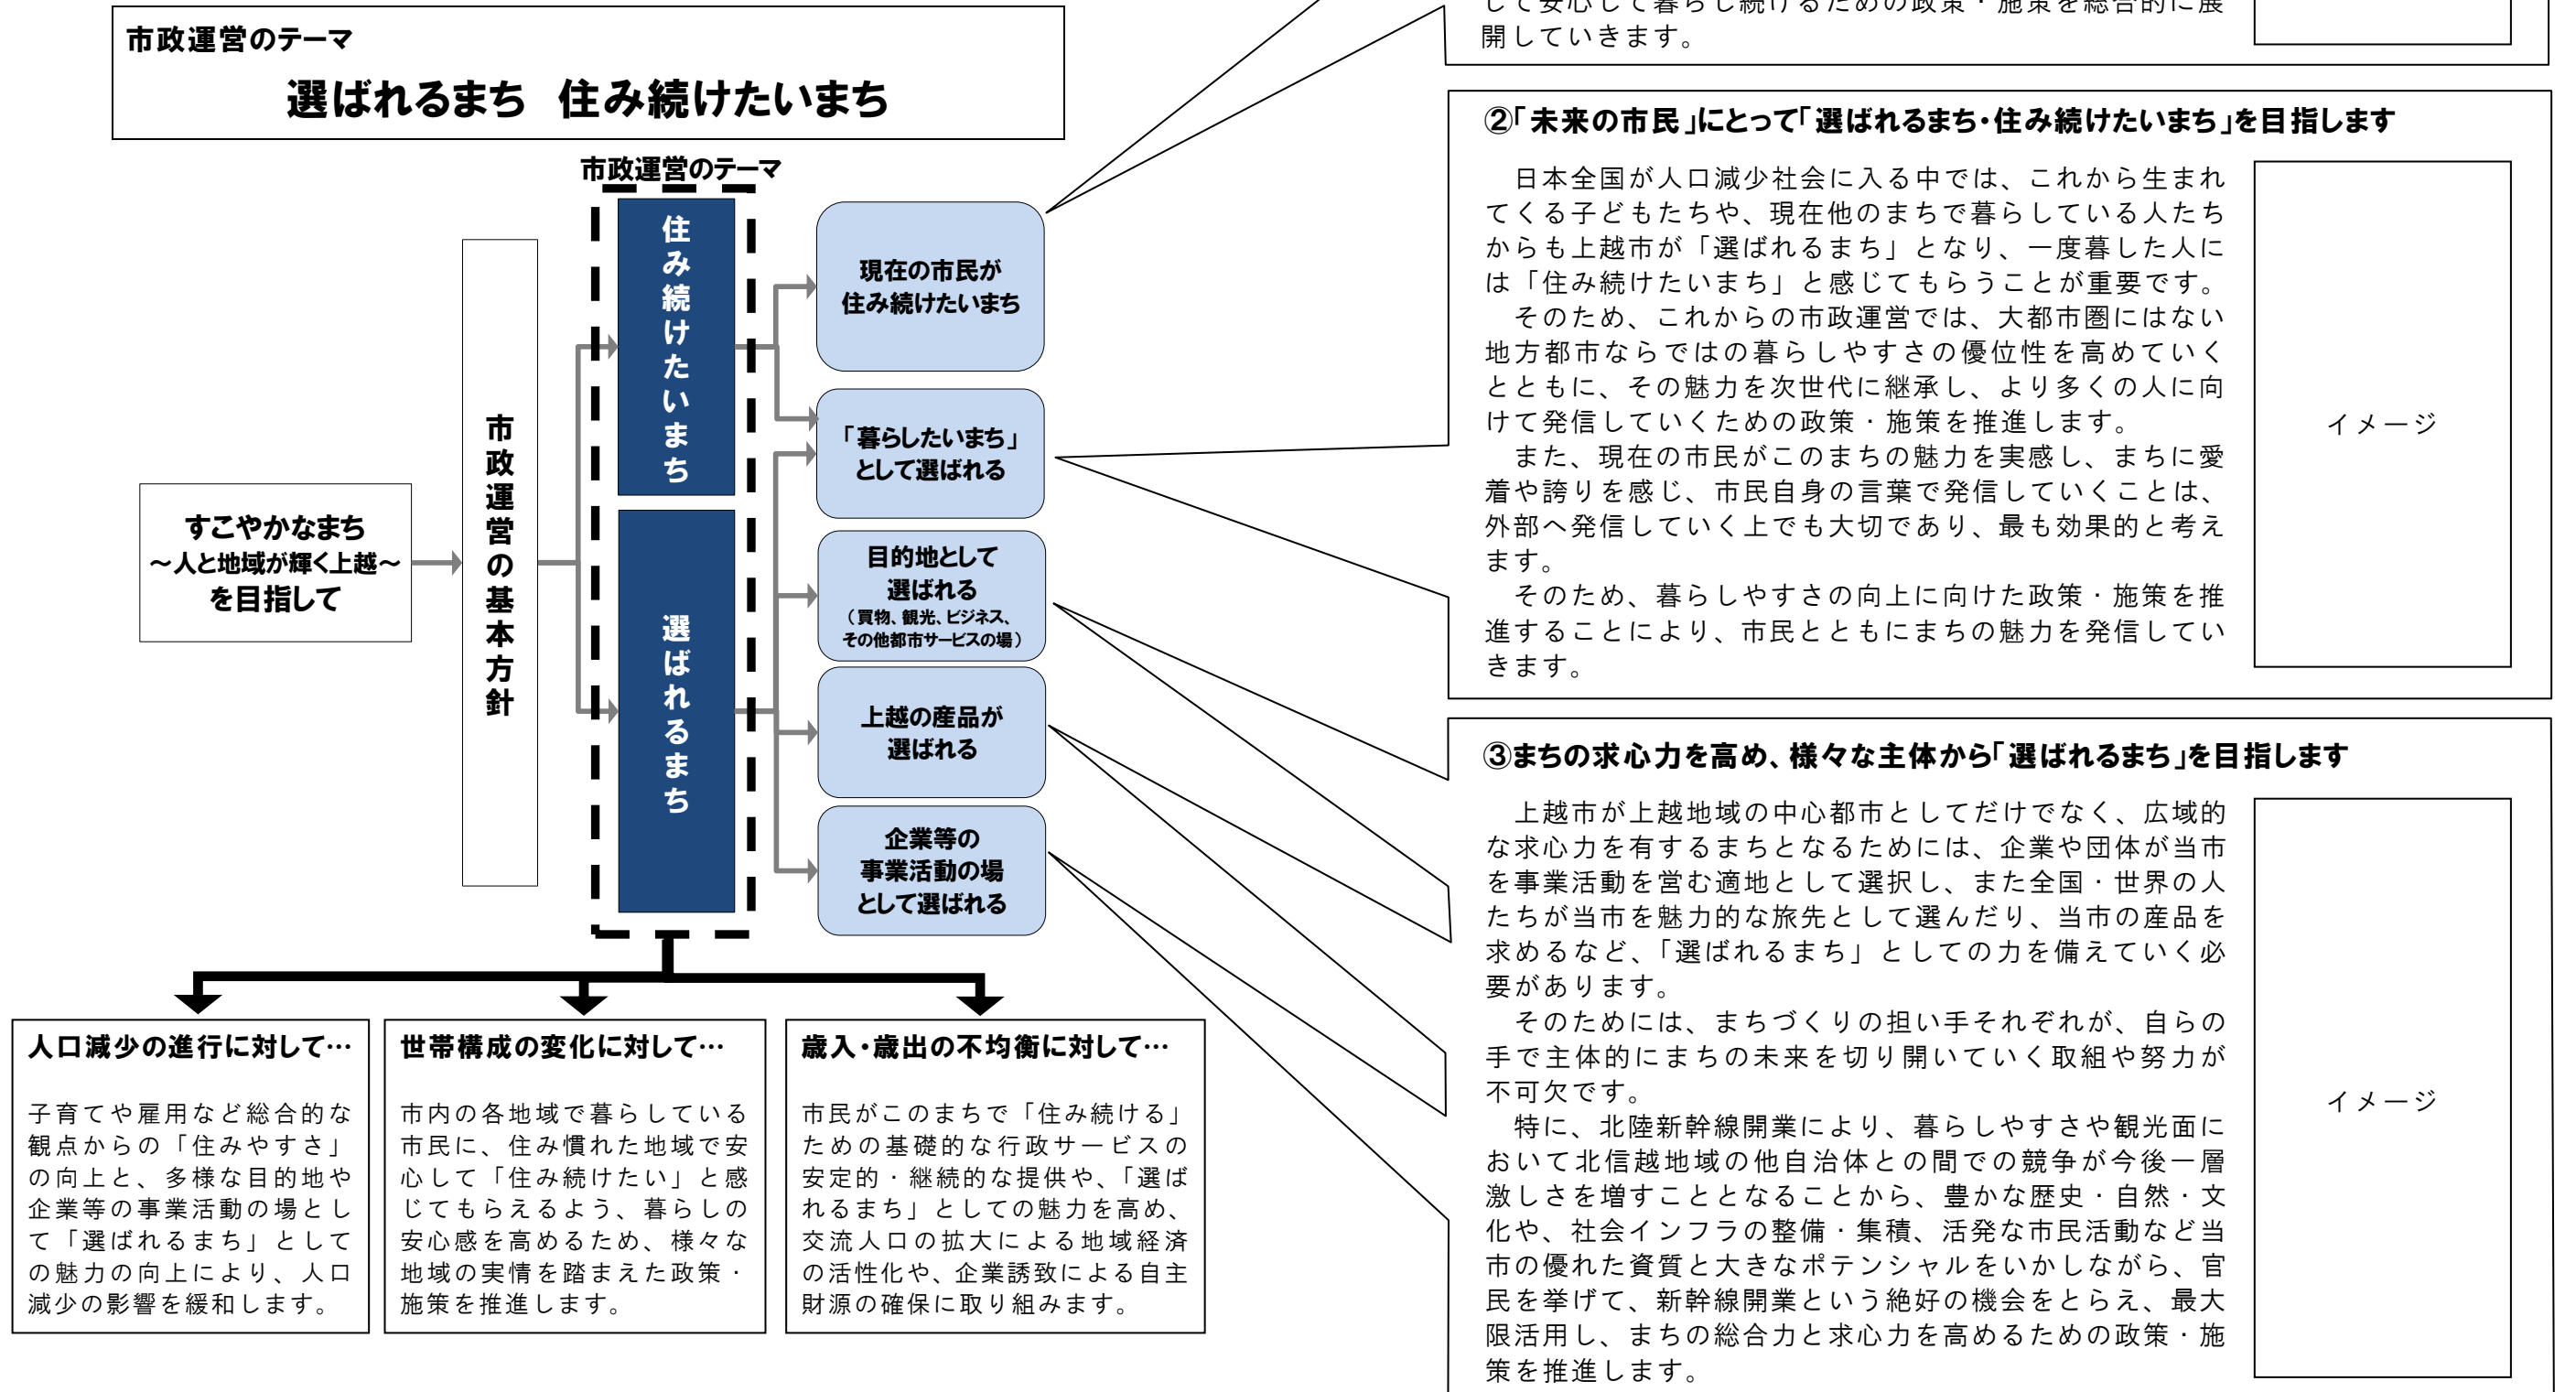 市政運営のテーマ
選ばれるまち　住み続けたいまち
市政運営のテーマ
すこやかなまち
～人と地域が輝く上越～
を目指して
市政運営の基本方針
住み続けたいまち
選ばれるまち
現在の市民が
住み続けたいまち
「暮らしたいまち」
として選ばれる
目的地として
選ばれる
（買物、観光、ビジネス、
その他都市サービスの場）
上越の産品が
選ばれる
企業等の
事業活動の場
として選ばれる
人口減少の進行に対して…
子育てや雇用など総合的な
観点からの「住みやすさ」
の向上と、多様な目的地や
企業等の事業活動の場とし
て「選ばれるまち」として
の魅力の向上により、人口
減少の影響を緩和します。
世帯構成の変化に対して…
市内の各地域で暮らしている
市民に、住み慣れた地域で安
心して「住み続けたい」と感
じてもらえるよう、暮らしの
安心感を高めるため、様々な
地域の実情を踏まえた政策・
施策を推進します。
歳入・歳出の不均衡に対して…
市民がこのまちで「住み続ける」
ための基礎的な行政サービスの
安定的・継続的な提供や、「選ば
れるまち」としての魅力を高め、
交流人口の拡大による地域経済
の活性化や、企業誘致による自主
財源の確保に取り組みます。
して安心して暮らし続けるための政策・施策を総合的に展
開していきます。
②「未来の市民」にとって「選ばれるまち・住み続けたいまち」を目指します
日本全国が人口減少社会に入る中では、これから生まれ
てくる子どもたちや、現在他のまちで暮らしている人たち
からも上越市が「選ばれるまち」となり、一度暮した人に
は「住み続けたいまち」と感じてもらうことが重要です。
そのため、これからの市政運営では、大都市圏にはない
地方都市ならではの暮らしやすさの優位性を高めていく
とともに、その魅力を次世代に継承し、より多くの人に向
けて発信していくための政策・施策を推進します。
また、現在の市民がこのまちの魅力を実感し、まちに愛
着や誇りを感じ、市民自身の言葉で発信していくことは、
外部へ発信していく上でも大切であり、最も効果的と考え
ます。
そのため、暮らしやすさの向上に向けた政策・施策を推
進することにより、市民とともにまちの魅力を発信してい
きます。
イメージ
③まちの求心力を高め、様々な主体から「選ばれるまち」を目指します
上越市が上越地域の中心都市としてだけでなく、広域的
な求心力を有するまちとなるためには、企業や団体が当市
を事業活動を営む適地として選択し、また全国・世界の人
たちが当市を魅力的な旅先として選んだり、当市の産品を
求めるなど、「選ばれるまち」としての力を備えていく必
要があります。
そのためには、まちづくりの担い手それぞれが、自らの
手で主体的にまちの未来を切り開いていく取組や努力が
不可欠です。
特に、北陸新幹線開業により、暮らしやすさや観光面に
おいて北信越地域の他自治体との間での競争が今後一層
激しさを増すこととなることから、豊かな歴史・自然・文
化や、社会インフラの整備・集積、活発な市民活動など当
市の優れた資質と大きなポテンシャルをいかしながら、官
民を挙げて、新幹線開業という絶好の機会をとらえ、最大
限活用し、まちの総合力と求心力を高めるための政策・施
策を推進します。
イメージ